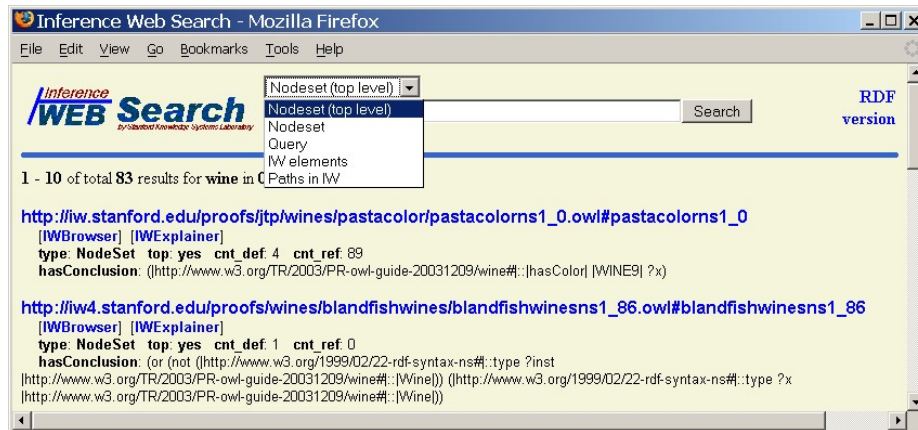 Inference Web Search - Mozilla Firefox
File Edit View Go Bookmarks Tools Help
Inference
WEB Search
by Stanford Knowledge Systems Laboratory
Nodeset (top level)
Nodeset (top level)
Nodeset
Query
IW elements
Paths in IW
Search
RDF
version
1 - 10 of total 83 results for wine in
http://iw.stanford.edu/proofs/jtp/wines/pastacolor/pastacolorns1_0.owl#pastacolorns1_0
[IWBrowser] [IWExplainer]
type: NodeSet top: yes cnt_def: 4 cnt_ref: 89
hasConclusion: (|http://www.w3.org/TR/2003/PR-owl-guide-20031209/wine#|::|hasColor| |WINE9| ?x)
http://iw4.stanford.edu/proofs/wines/blandfishwines/blandfishwinesns1_86.owl#blandfishwinesns1_86
[IWBrowser] [IWExplainer]
type: NodeSet top: yes cnt_def: 1 cnt_ref: 0
hasConclusion: (or (not (|http://www.w3.org/1999/02/22-rdf-syntax-ns#|::type ?inst
|http://www.w3.org/TR/2003/PR-owl-guide-20031209/wine#|::|Wine|)) (|http://www.w3.org/1999/02/22-rdf-syntax-ns#|::type ?x
|http://www.w3.org/TR/2003/PR-owl-guide-20031209/wine#|::|Wine|))